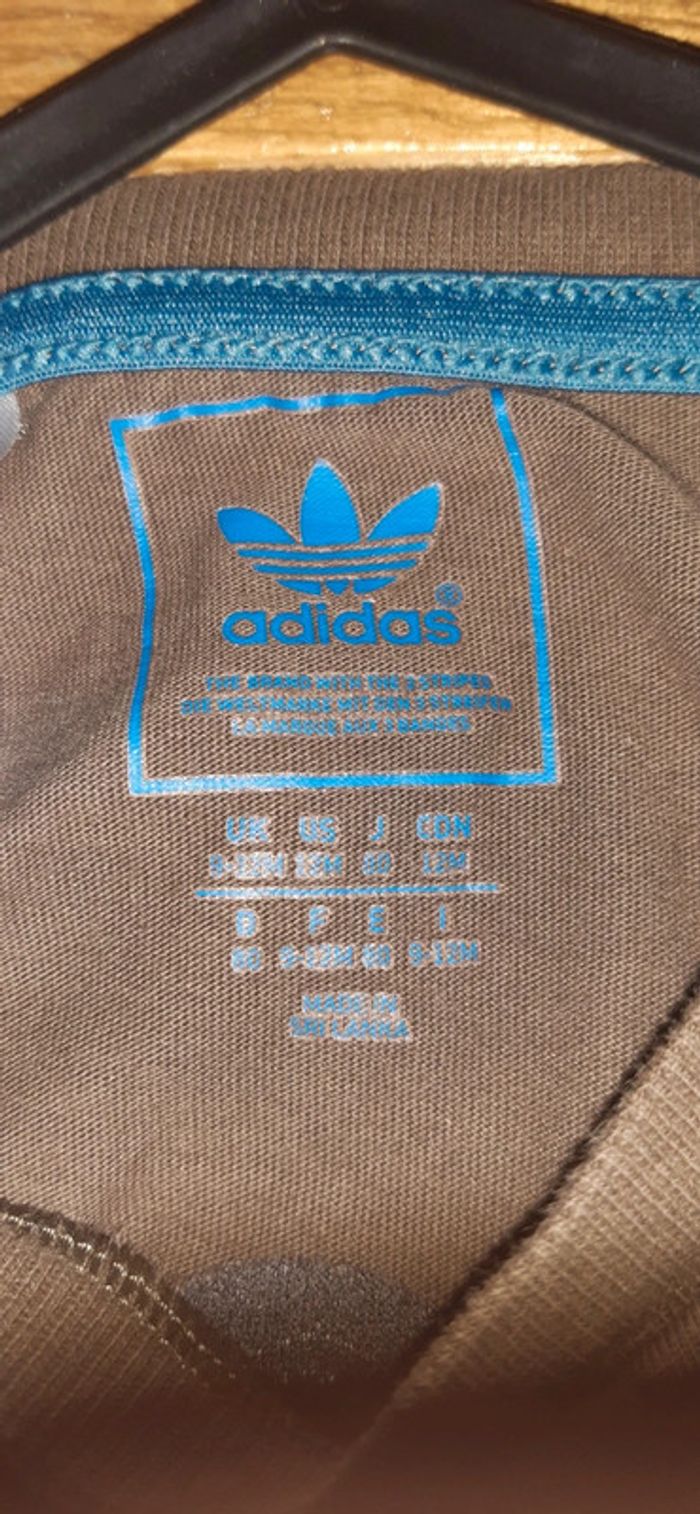 adidas®
THE BRAND WITH THE 3 STRIPES
DIE WELTMARKE MIT DEN 3 STREIFEN
LA MARQUE AUX 3 BANDES
UK US J CDN
9-12M 12M 80 12M
D F E I
80 9-12M 80 9-12M
MADE IN
SRI LANKA